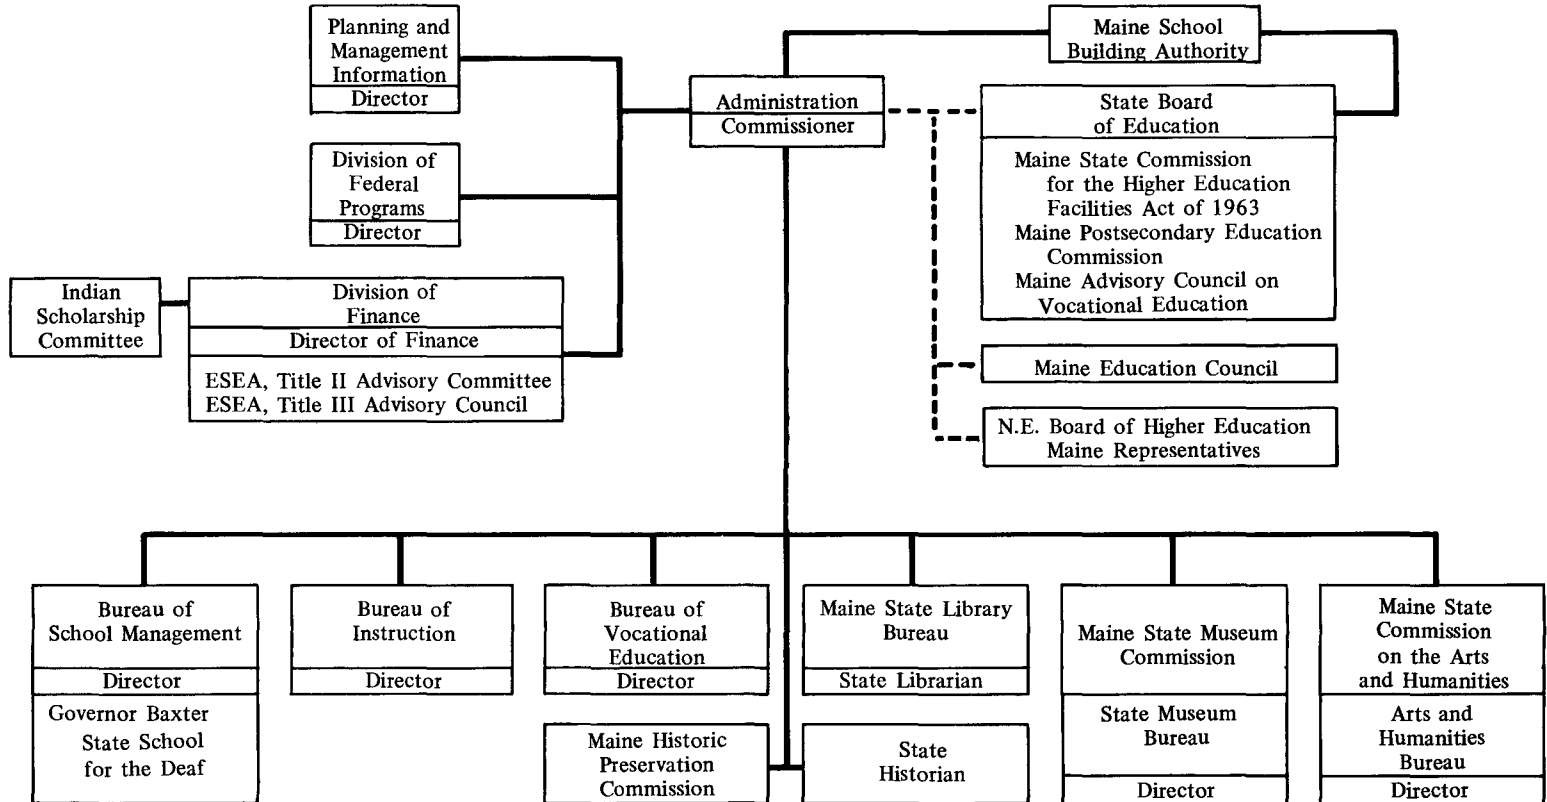 Planning and
Management
Information
Director
Maine School
Building Authority
Administration
Commissioner
State Board
of Education
Maine State Commission
for the Higher Education
Facilities Act of 1963
Maine Postsecondary Education
Commission
Maine Advisory Council on
Vocational Education
Division of
Federal
Programs
Director
Indian
Scholarship
Committee
Division of
Finance
Director of Finance
ESEA, Title II Advisory Committee
ESEA, Title III Advisory Council
Maine Education Council
N.E. Board of Higher Education
Maine Representatives
Bureau of
School Management
Director
Governor Baxter
State School
for the Deaf
Bureau of
Instruction
Director
Bureau of
Vocational
Education
Director
Maine State Library
Bureau
State Librarian
Maine State Museum
Commission
State Museum
Bureau
Director
Maine State
Commission
on the Arts
and Humanities
Arts and
Humanities
Bureau
Director
Maine Historic
Preservation
Commission
State
Historian